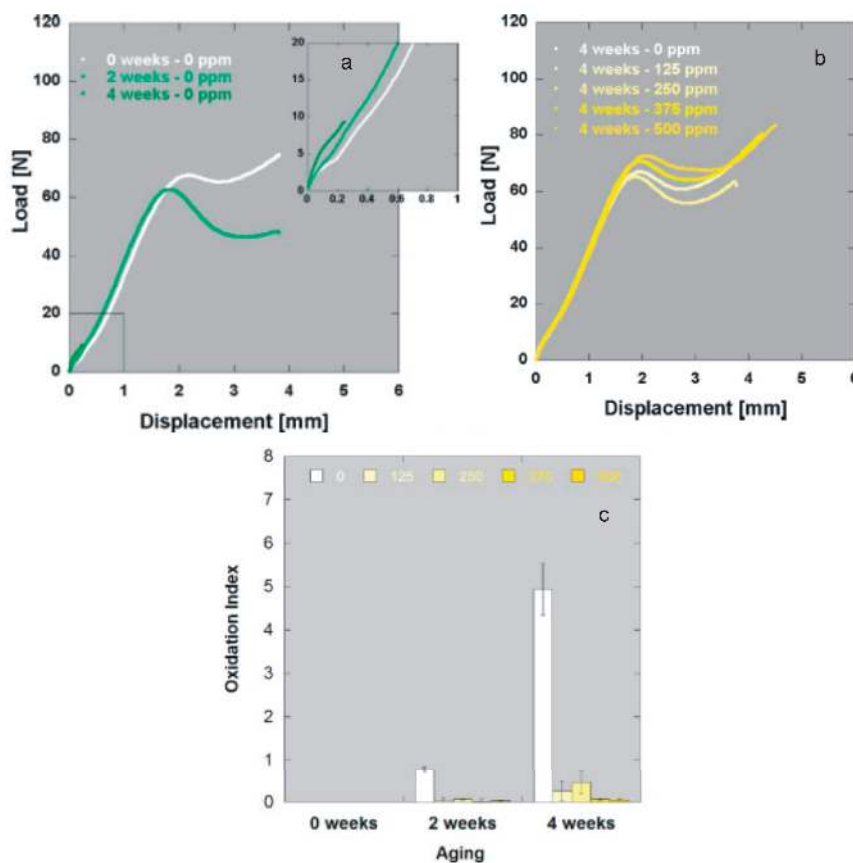 120
100
80
60
40
20
0
Load [N]
0 weeks - 0 ppm
2 weeks - 0 ppm
4 weeks - 0 ppm
a
20
15
10
5
0
0 0.2 0.4 0.6 0.8 1
0 1 2 3 4 5 6
Displacement [mm]
120
100
80
60
40
20
0
Load [N]
4 weeks - 0 ppm
4 weeks - 125 ppm
4 weeks - 250 ppm
4 weeks - 375 ppm
4 weeks - 500 ppm
b
0 1 2 3 4 5 6
Displacement [mm]
8
7
6
5
4
3
2
1
0
Oxidation Index
0 125 250
c
0 weeks 2 weeks 4 weeks
Aging